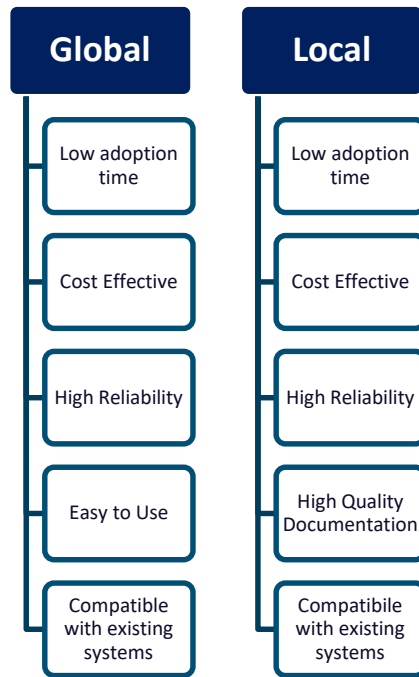 Global
Low adoption
time
Cost Effective
High Reliability
Easy to Use
Compatible
with existing
systems
Local
Low adoption
time
Cost Effective
High Reliability
High Quality
Documentation
Compatibile
with existing
systems